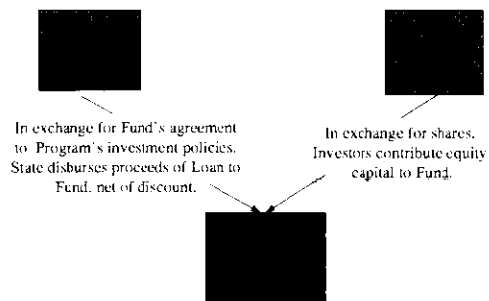 In exchange for Fund's agreement
to Program's investment policies.
State disburses proceeds of Loan to
Fund. net of discount.
In exchange for shares.
Investors contribute equity
capital to Fund.